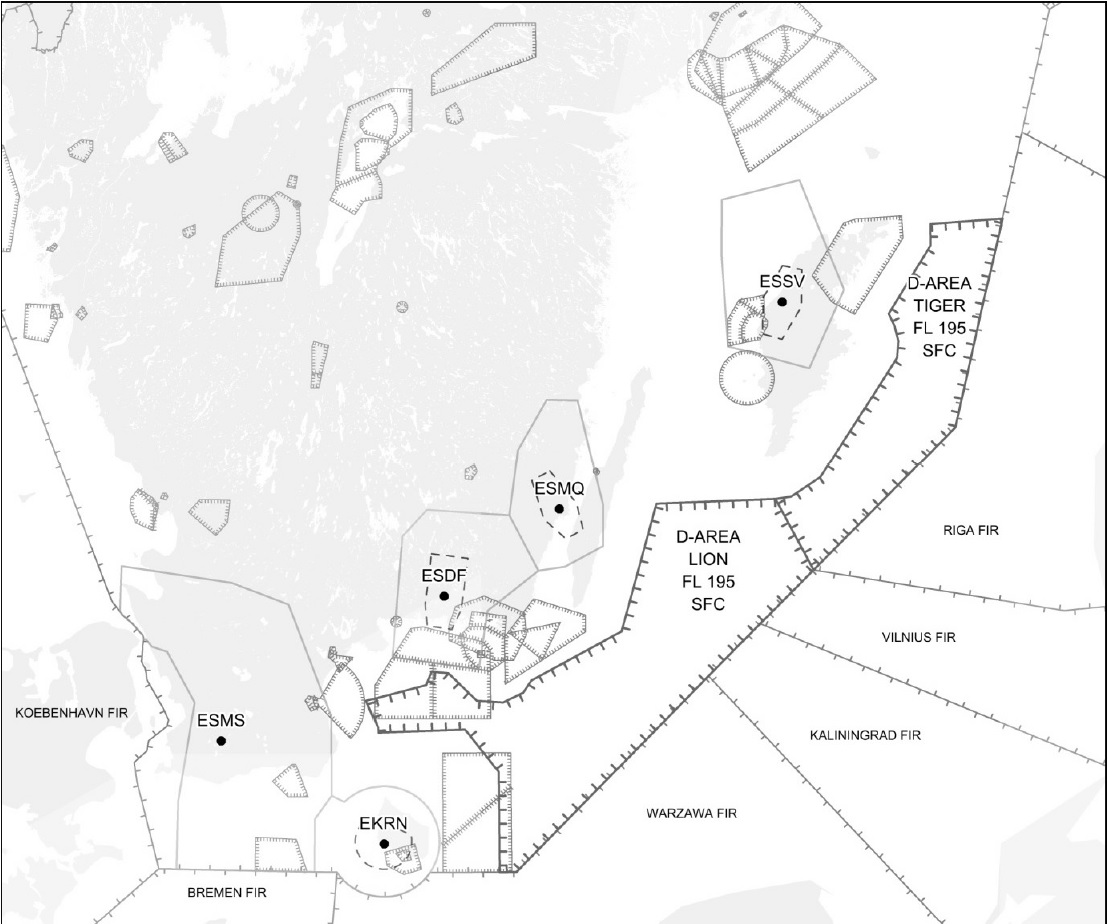 ESSV
D-AREA
TIGER
FL 195
SFC
ESMQ
D-AREA
LION
FL 195
SFC
RIGA FIR
ESDF
VILNIUS FIR
KOEBENHAVN FIR
ESMS
KALININGRAD FIR
WARZAWA FIR
EKRN
BREMEN FIR